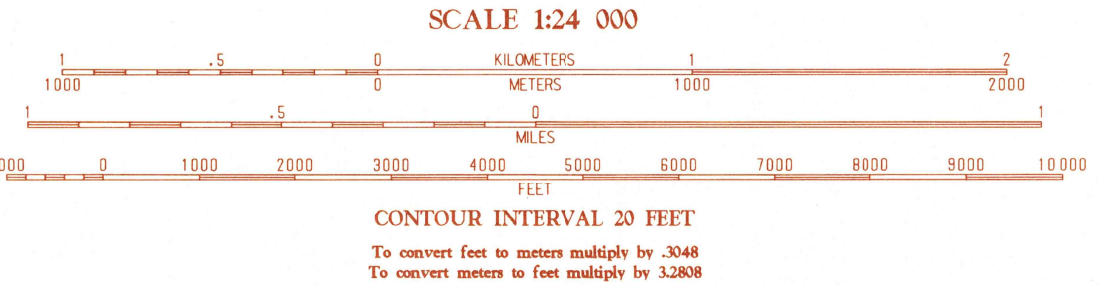 SCALE 1:24 000
1 .5 0 KILOMETERS 1 2
1000 0 METERS 1000 2000
1 .5 0 1
MILES
000 0 1000 2000 3000 4000 5000 6000 7000 8000 9000 10 000
FEET
CONTOUR INTERVAL 20 FEET
To convert feet to meters multiply by .3048
To convert meters to feet multiply by 3.2808